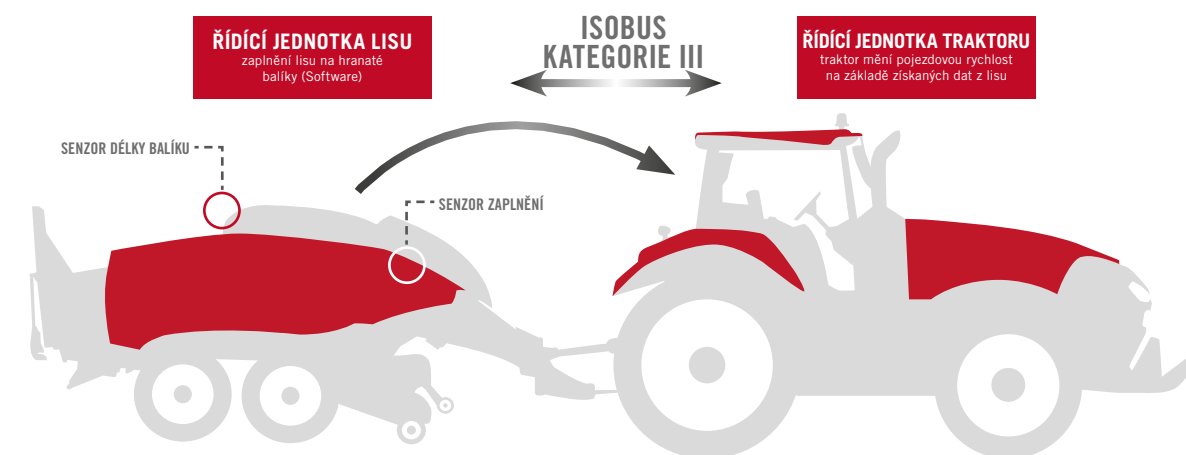 ŘÍDÍCÍ JEDNOTKA LISU
zaplnění lisu na hranaté
balíky (Software)
ISOBUS
KATEGORIE III
ŘÍDÍCÍ JEDNOTKA TRAKTORU
traktor mění pojezdovou rychlost
na základě získaných dat z lisu
SENZOR DÉLKY BALÍKU
SENZOR ZAPLNĚNÍ